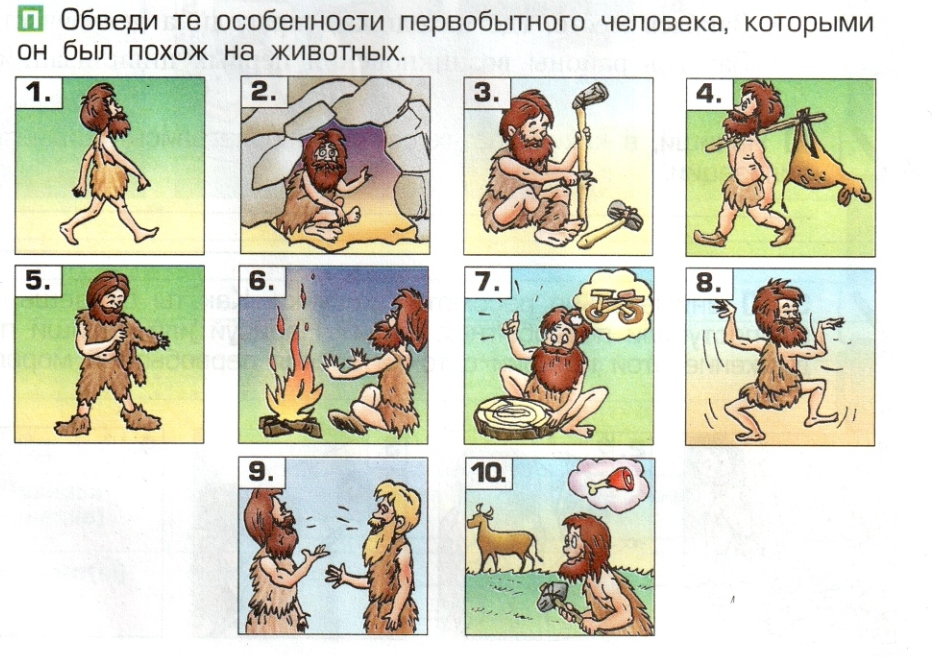 П Обведи те особенности первобытного человека, которыми
он был похож на животных.
1. 2. 3. 4.
5. 6. 7. 8.
9. 10.